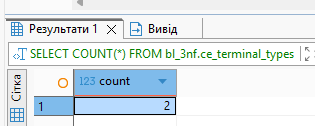 Результати 1
Вивід
SELECT COUNT(*) FROM bl_3nf.ce_terminal_types
Сітка
123 count
1
2